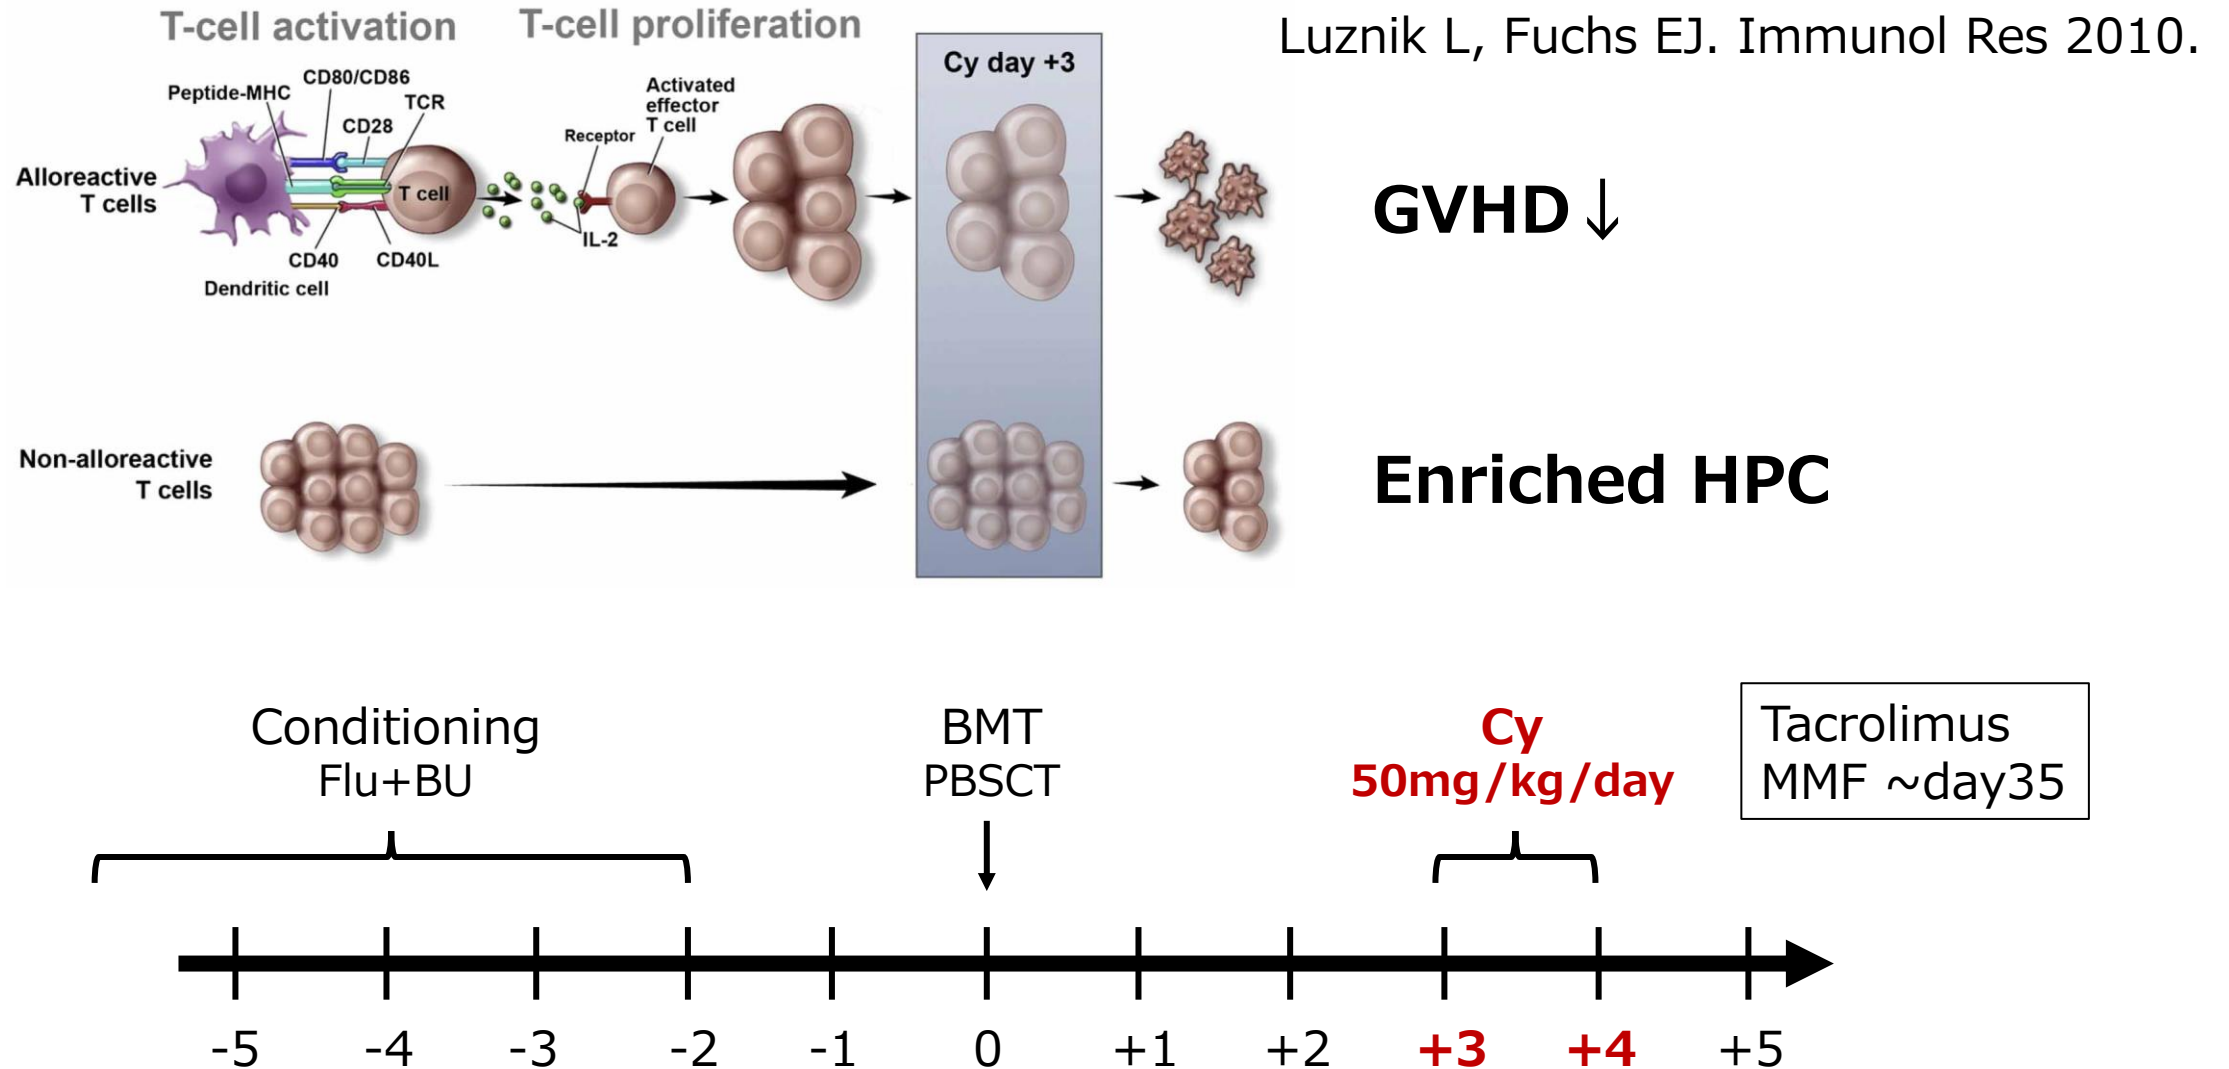 T-cell activation
T-cell proliferation
Luznik L, Fuchs EJ. Immunol Res 2010.
Cy day +3
Peptide-MHC
CD80/CD86
TCR
CD28
Activated
effector
T cell
Receptor
Alloreactive
T cells
T cell
IL-2
CD40
CD40L
Dendritic cell
GVHD↓
Non-alloreactive
T cells
Enriched HPC
Conditioning
Flu+BU
BMT
PBSCT
Cy
50mg/kg/day
Tacrolimus
MMF ~day35
-5 -4 -3 -2 -1 0 +1 +2 +3 +4 +5